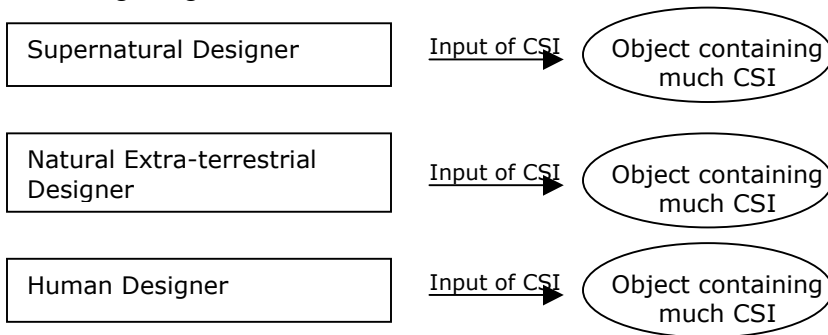 Supernatural Designer
Input of CSI
Object containing
much CSI
Natural Extra-terrestrial
Designer
Input of CSI
Object containing
much CSI
Human Designer
Input of CSI
Object containing
much CSI